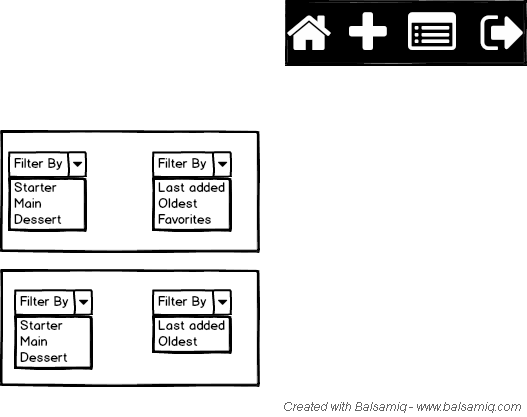 Filter By
Starter
Main
Dessert
Filter By
Last added
Oldest
Favorites
Filter By
Starter
Main
Dessert
Filter By
Last added
Oldest
Created with Balsamiq - www.balsamiq.com